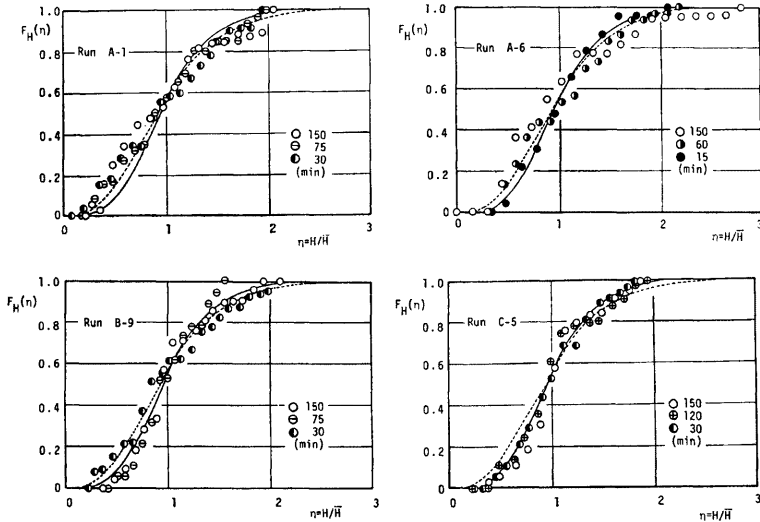 F_H(η)
1.0
0.8
0.6
0.4
0.2
0
Run A-1
○ 150
⊖ 75
◐ 30
(min)
0 1 2 3
η=H/H̅
1.0
0.8
0.6
0.4
0.2
0
Run A-6
○ 150
◑ 60
● 15
(min)
0 1 2 3
η=H/H̅
F_H(η)
1.0
0.8
0.6
0.4
0.2
0
Run B-9
○ 150
⊖ 75
◐ 30
(min)
0 1 2 3
η=H/H̅
F_H(η)
1.0
0.8
0.6
0.4
0.2
0
Run C-5
○ 150
⊕ 120
◐ 30
(min)
0 1 2 3
η=H/H̅